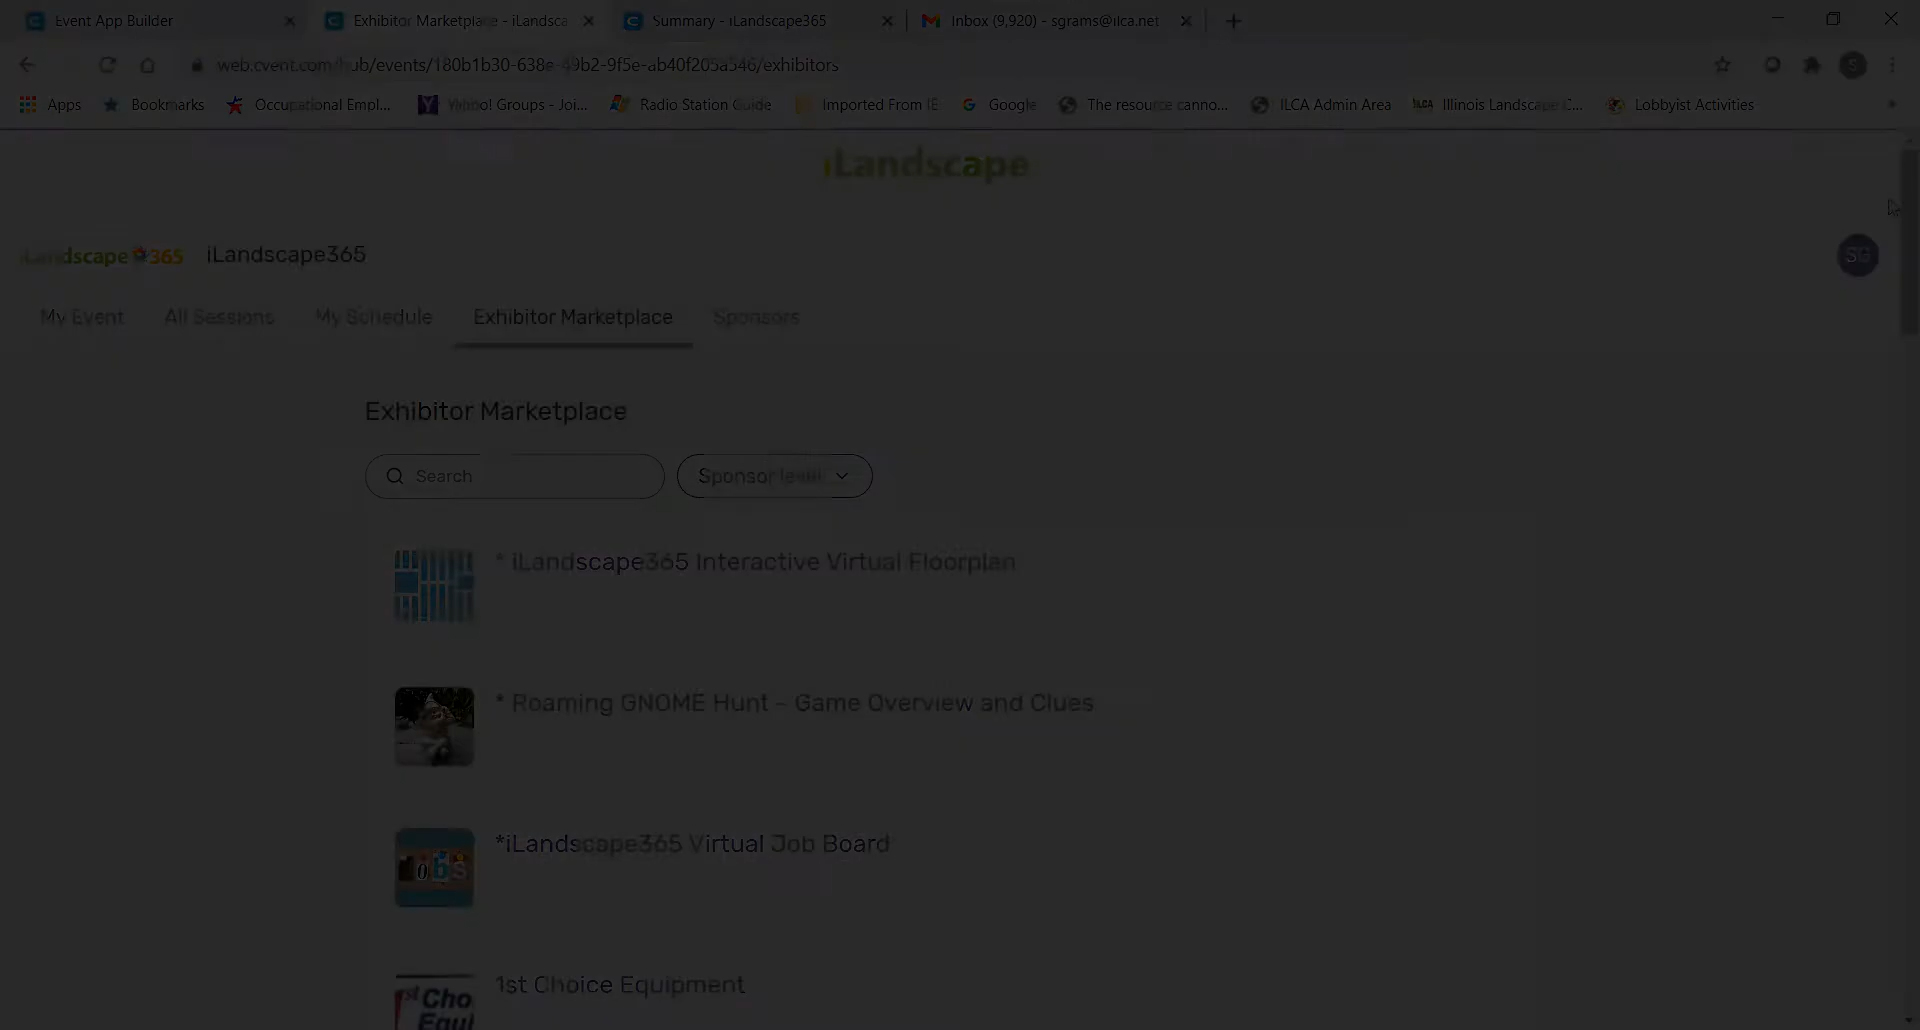 Event App Builder
Exhibitor Marketplace - iLandsca
Summary - iLandscape365
Inbox (9,920) - sgrams@ilca.net
web.cvent.com/hub/events/180b1b30-638e-49b2-9f5e-ab40f205a546/exhibitors
S
Apps
Bookmarks
Occupational Empl...
Yahoo! Groups - Joi...
Radio Station Guide
Imported From IE
Google
The resource canno...
ILCA Admin Area
ILCA
Illinois Landscape C...
Lobbyist Activities
iLandscape
iLandscape 365
iLandscape365
SG
My Event
All Sessions
My Schedule
Exhibitor Marketplace
Sponsors
Exhibitor Marketplace
Search
Sponsor level
* iLandscape365 Interactive Virtual Floorplan
* Roaming GNOME Hunt - Game Overview and Clues
JOBS
*iLandscape365 Virtual Job Board
1st Choice Equipment